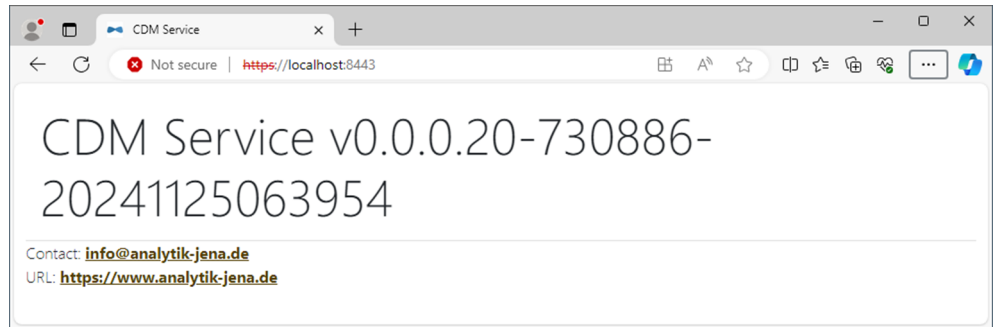 CDM Service
Not secure | https://localhost:8443
CDM Service v0.0.0.20-730886-
20241125063954
Contact: info@analytik-jena.de
URL: https://www.analytik-jena.de